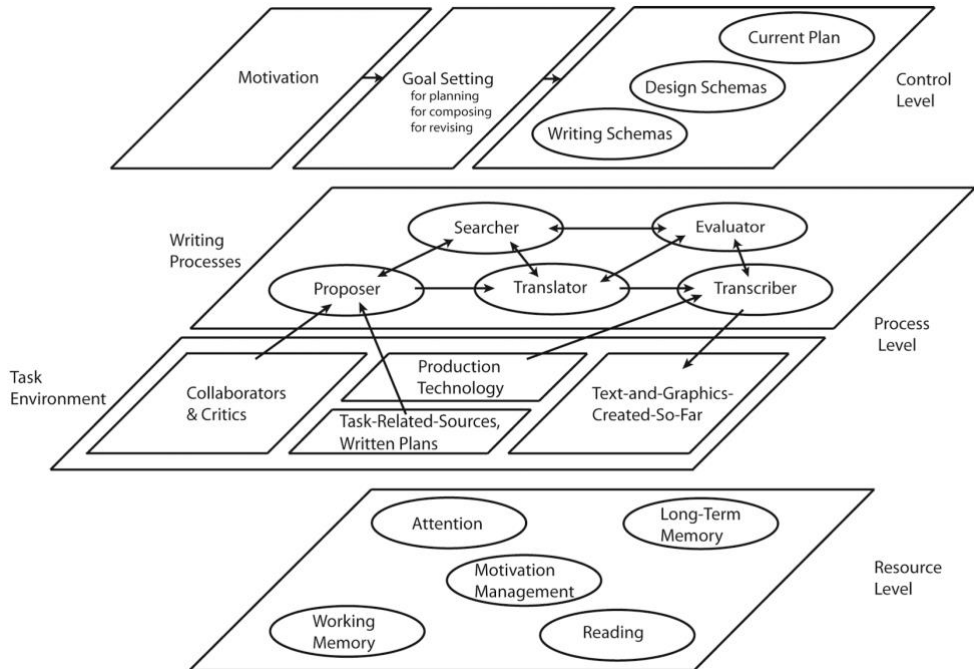 Motivation
Goal Setting
for planning
for composing
for revising
Current Plan
Design Schemas
Writing Schemas
Control
Level
Writing
Processes
Searcher
Evaluator
Proposer
Translator
Transcriber
Process
Level
Task
Environment
Collaborators
& Critics
Production
Technology
Task-Related-Sources,
Written Plans
Text-and-Graphics-
Created-So-Far
Attention
Long-Term
Memory
Motivation
Management
Working
Memory
Reading
Resource
Level